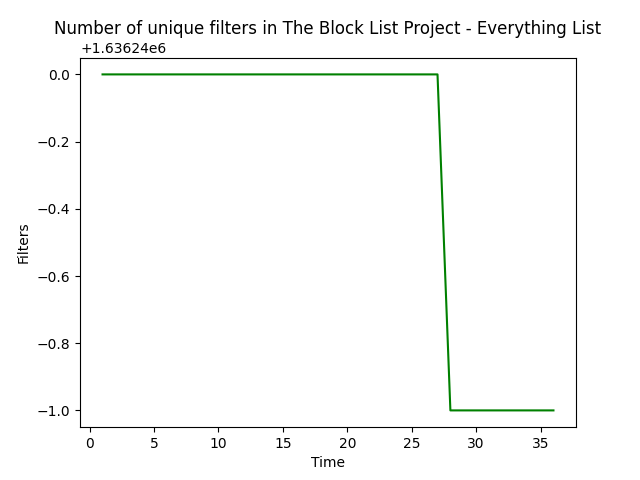 Number of unique filters in The Block List Project - Everything List
+1.63624e6
0.0
−0.2
−0.4
−0.6
−0.8
−1.0
Filters
0 5 10 15 20 25 30 35
Time